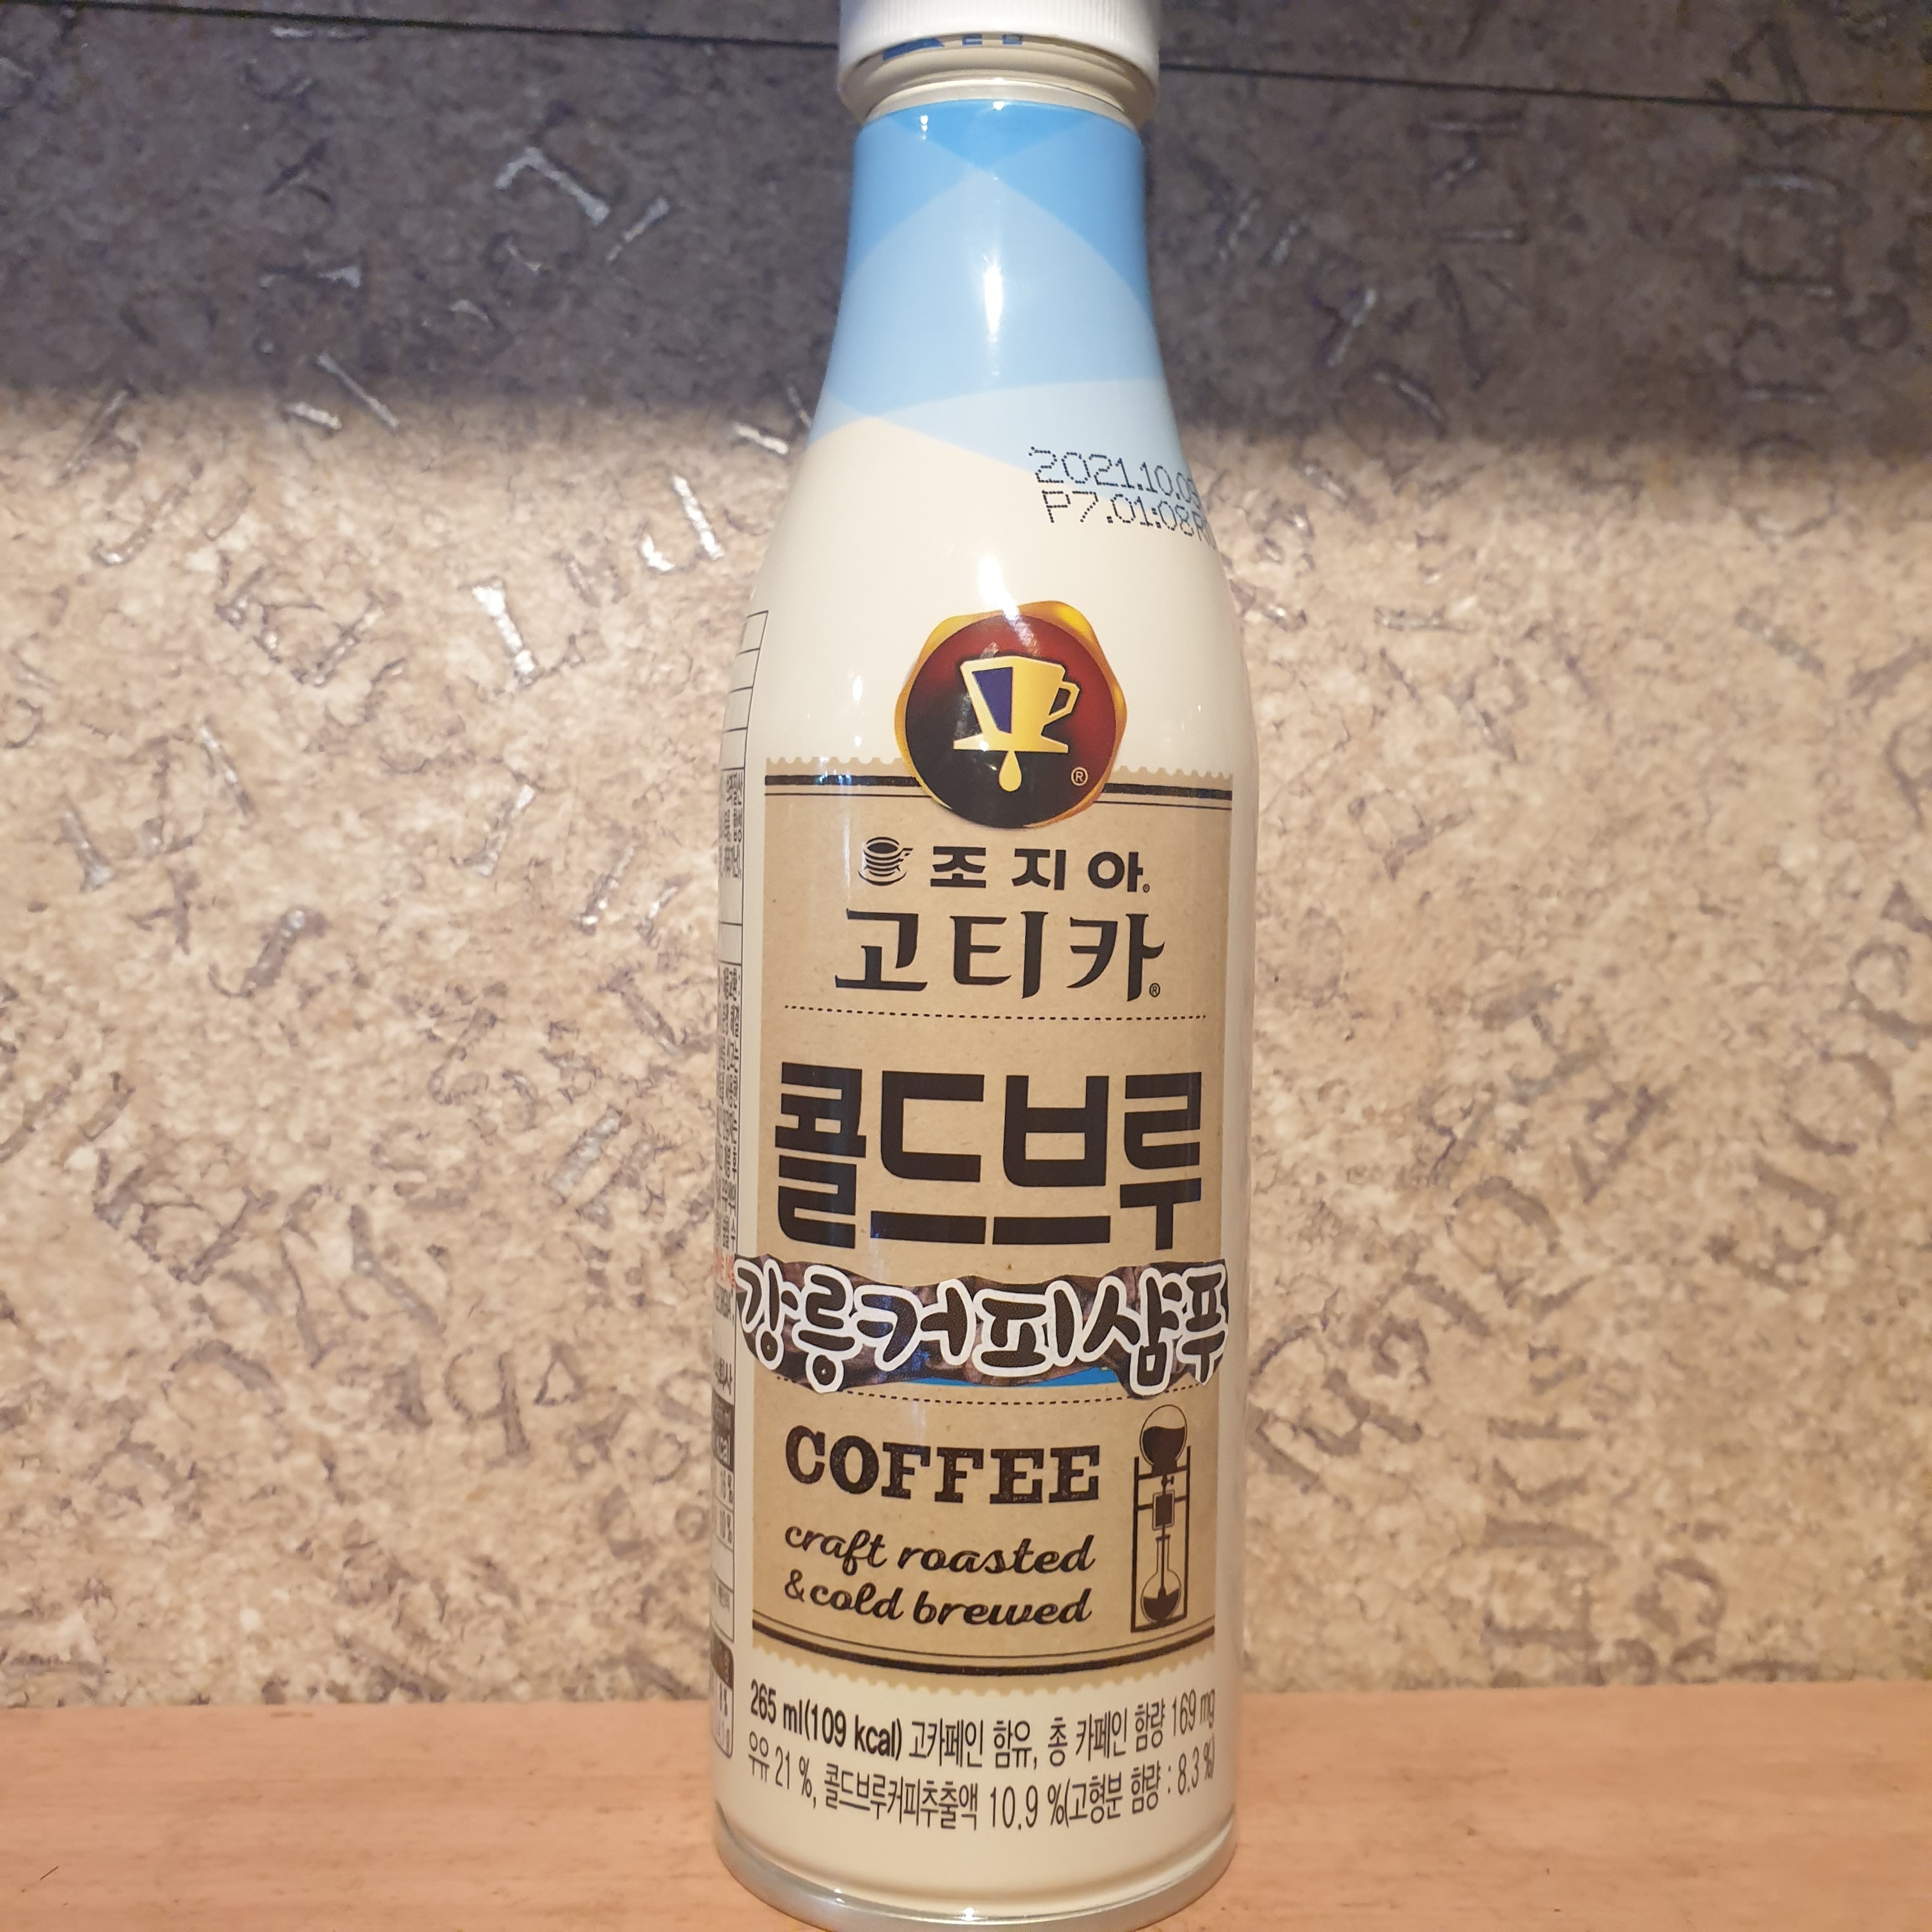 2021.10.09
P7.01:08
조지아
고티카
콜드브루
강릉커피샴푸
COFFEE
craft roasted
&cold brewed
265 ml(109 kcal) 고카페인 함유, 총 카페인 함량 169 mg
우유 21 %, 콜드브루커피추출액 10.9 %(고형분 함량 : 8.3 %)